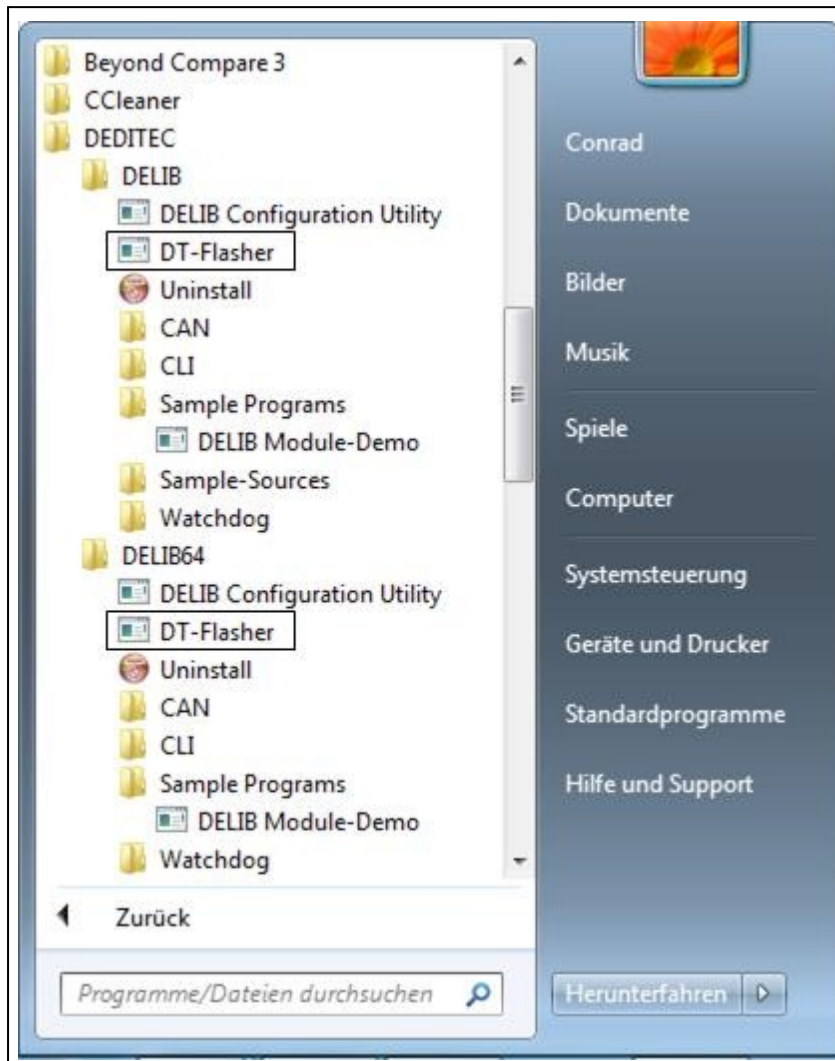 Beyond Compare 3
CCleaner
DEDITEC
DELIB
DELIB Configuration Utility
DT-Flasher
Uninstall
CAN
CLI
Sample Programs
DELIB Module-Demo
Sample-Sources
Watchdog
DELIB64
DELIB Configuration Utility
DT-Flasher
Uninstall
CAN
CLI
Sample Programs
DELIB Module-Demo
Watchdog
Zurück
Programme/Dateien durchsuchen
Conrad
Dokumente
Bilder
Musik
Spiele
Computer
Systemsteuerung
Geräte und Drucker
Standardprogramme
Hilfe und Support
Herunterfahren